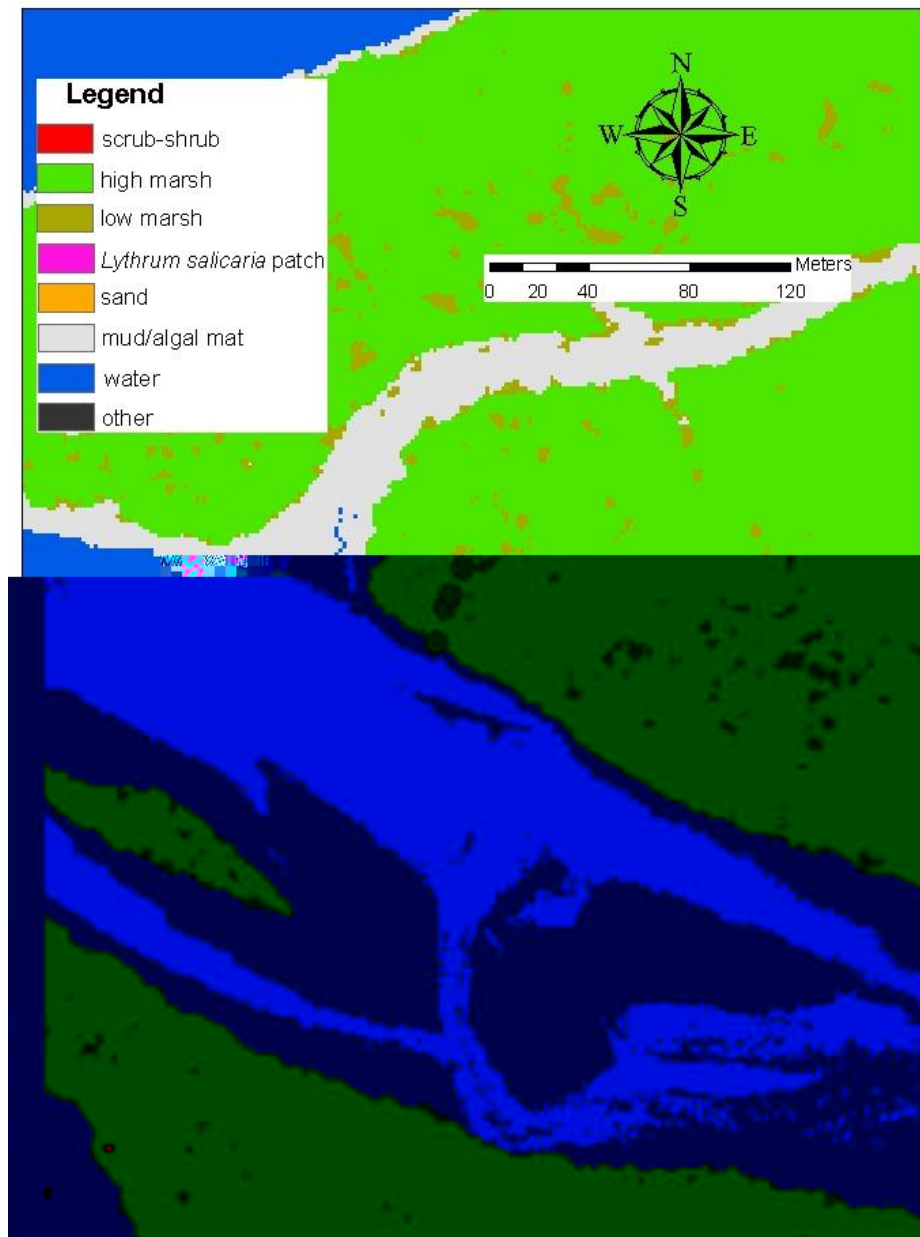 Legend
scrub-shrub
high marsh
low marsh
Lythrum salicaria patch
sand
mud/algal mat
water
other
N
W E
S
Meters
0 20 40 80 120